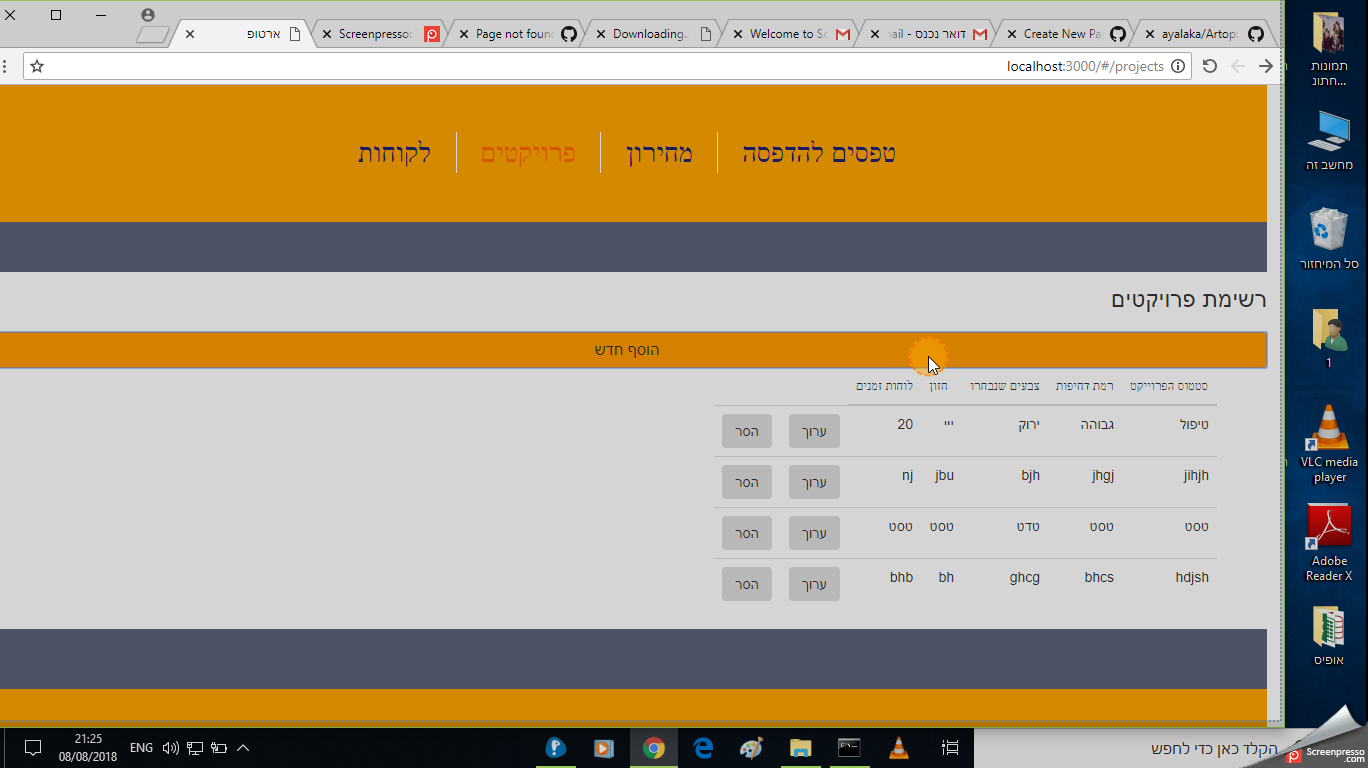 ארטופ
Screenpresso:
Page not foun
Downloading..
Welcome to Sc
דואר נכנס - ail
Create New Pa
ayalaka/Artop:
localhost:3000/#/projects
טפסים להדפסה
מחירון
פרויקטים
לקוחות
רשימת פרויקטים
הוסף חדש
סטטוס הפרוייקט רמת דחיפות צבעים שנבחרו חזון לוחות זמנים
טיפול גבוהה ירוק ייי 20 ערוך הסר
jihjh jhgj bjh jbu nj ערוך הסר
טסט טסט טדט טסט טסט ערוך הסר
hdjsh bhcs ghcg bh bhb ערוך הסר
תמונות
חתונ...
מחשב זה
סל המיחזור
1
VLC media
player
Adobe
Reader X
אופיס
21:25
08/08/2018
ENG
הקלד כאן כדי לחפש
Screenpresso
.com